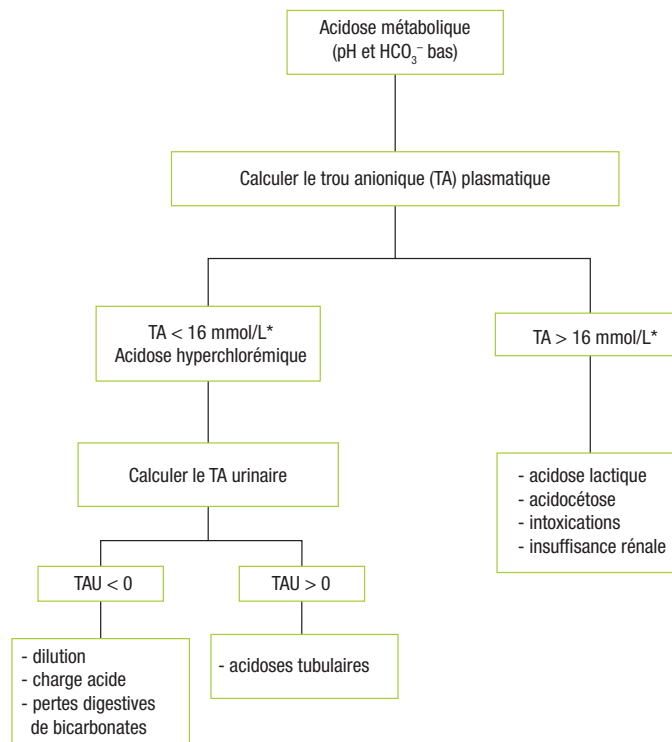 Acidose métabolique
(pH et HCO₃⁻ bas)
Calculer le trou anionique (TA) plasmatique
TA < 16 mmol/L*
Acidose hyperchlorémique
TA > 16 mmol/L*
Calculer le TA urinaire
- acidose lactique
- acidocétose
- intoxications
- insuffisance rénale
TAU < 0
TAU > 0
- dilution
- charge acide
- pertes digestives
de bicarbonates
- acidoses tubulaires